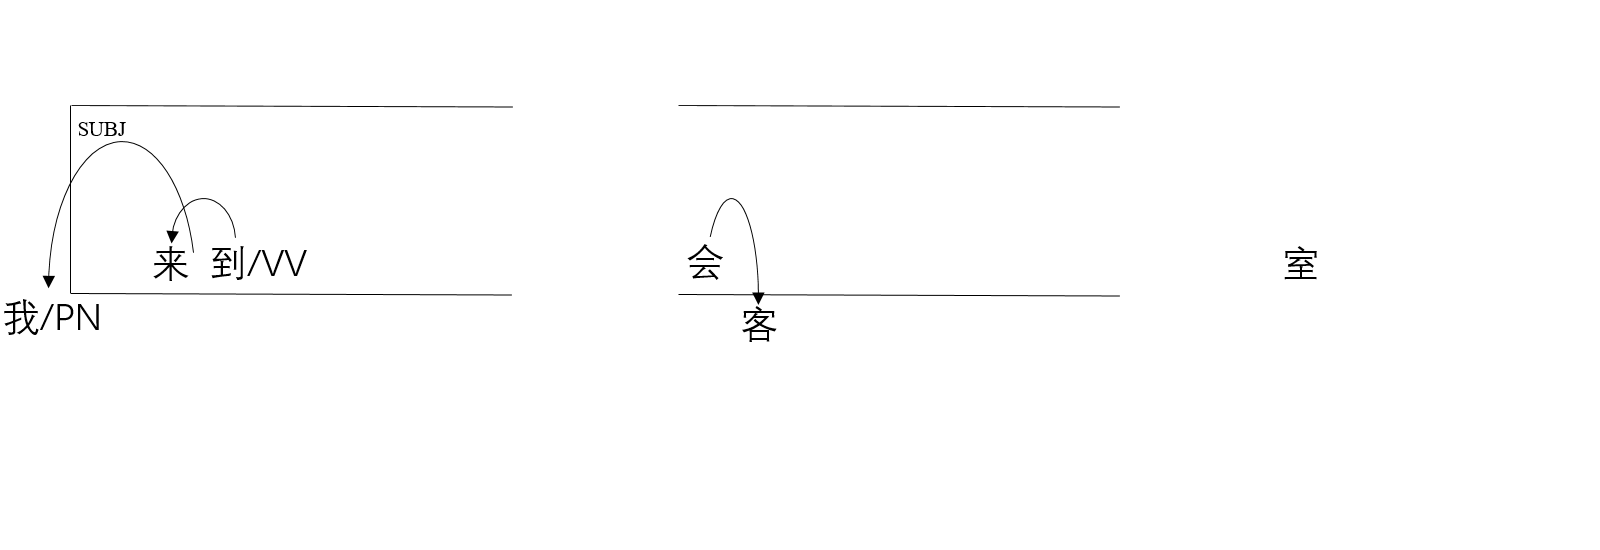 SUBJ
来 到/VV 会 室
我/PN 客